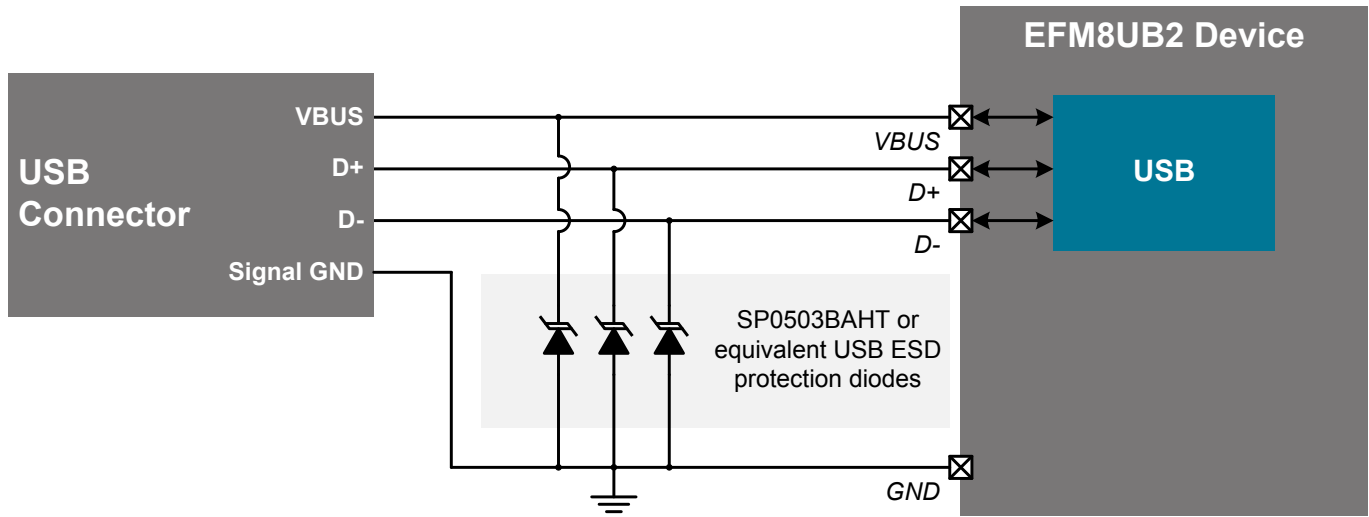 EFM8UB2 Device
USB
Connector
VBUS
D+
D-
Signal GND
VBUS
D+
D-
USB
SP0503BAHT or
equivalent USB ESD
protection diodes
GND